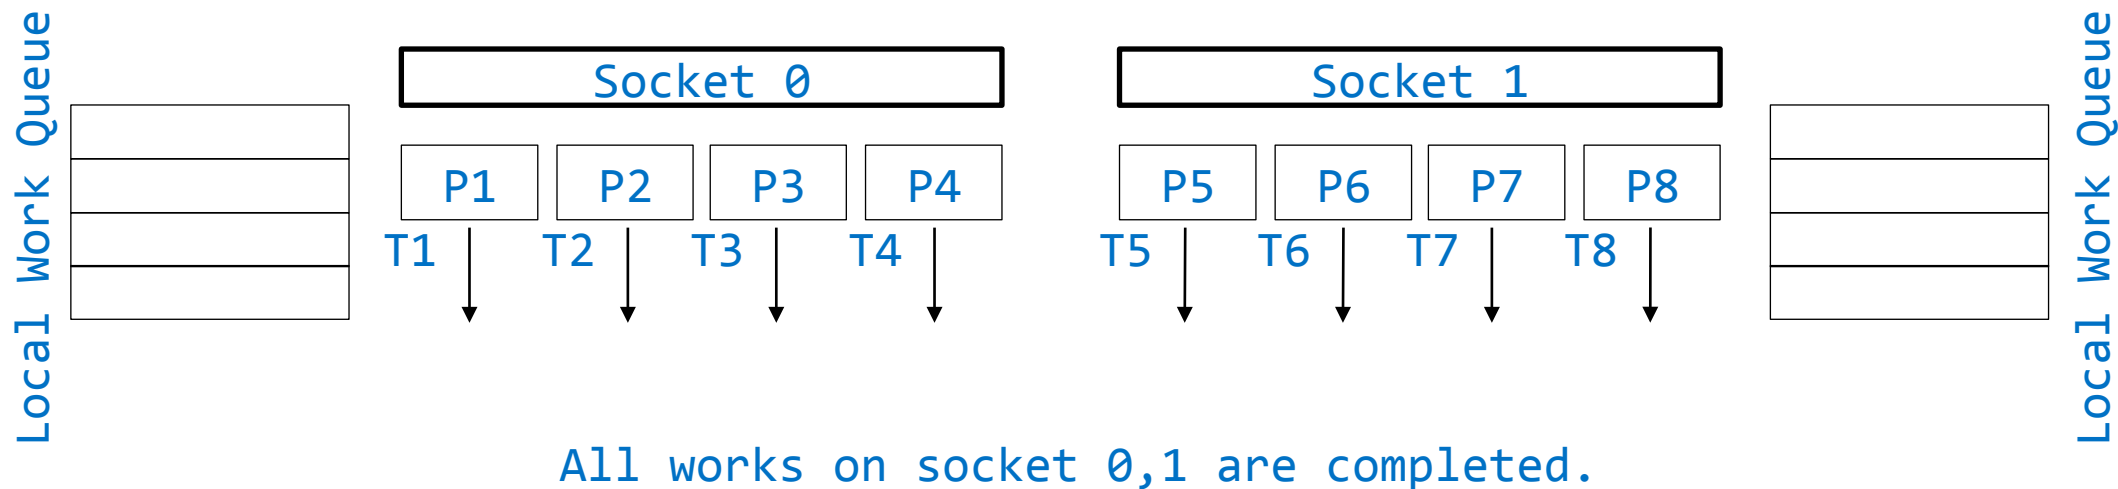 Local Work Queue
Socket 0
Socket 1
P1 P2 P3 P4
P5 P6 P7 P8
T1 T2 T3 T4
T5 T6 T7 T8
Local Work Queue
All works on socket 0,1 are completed.